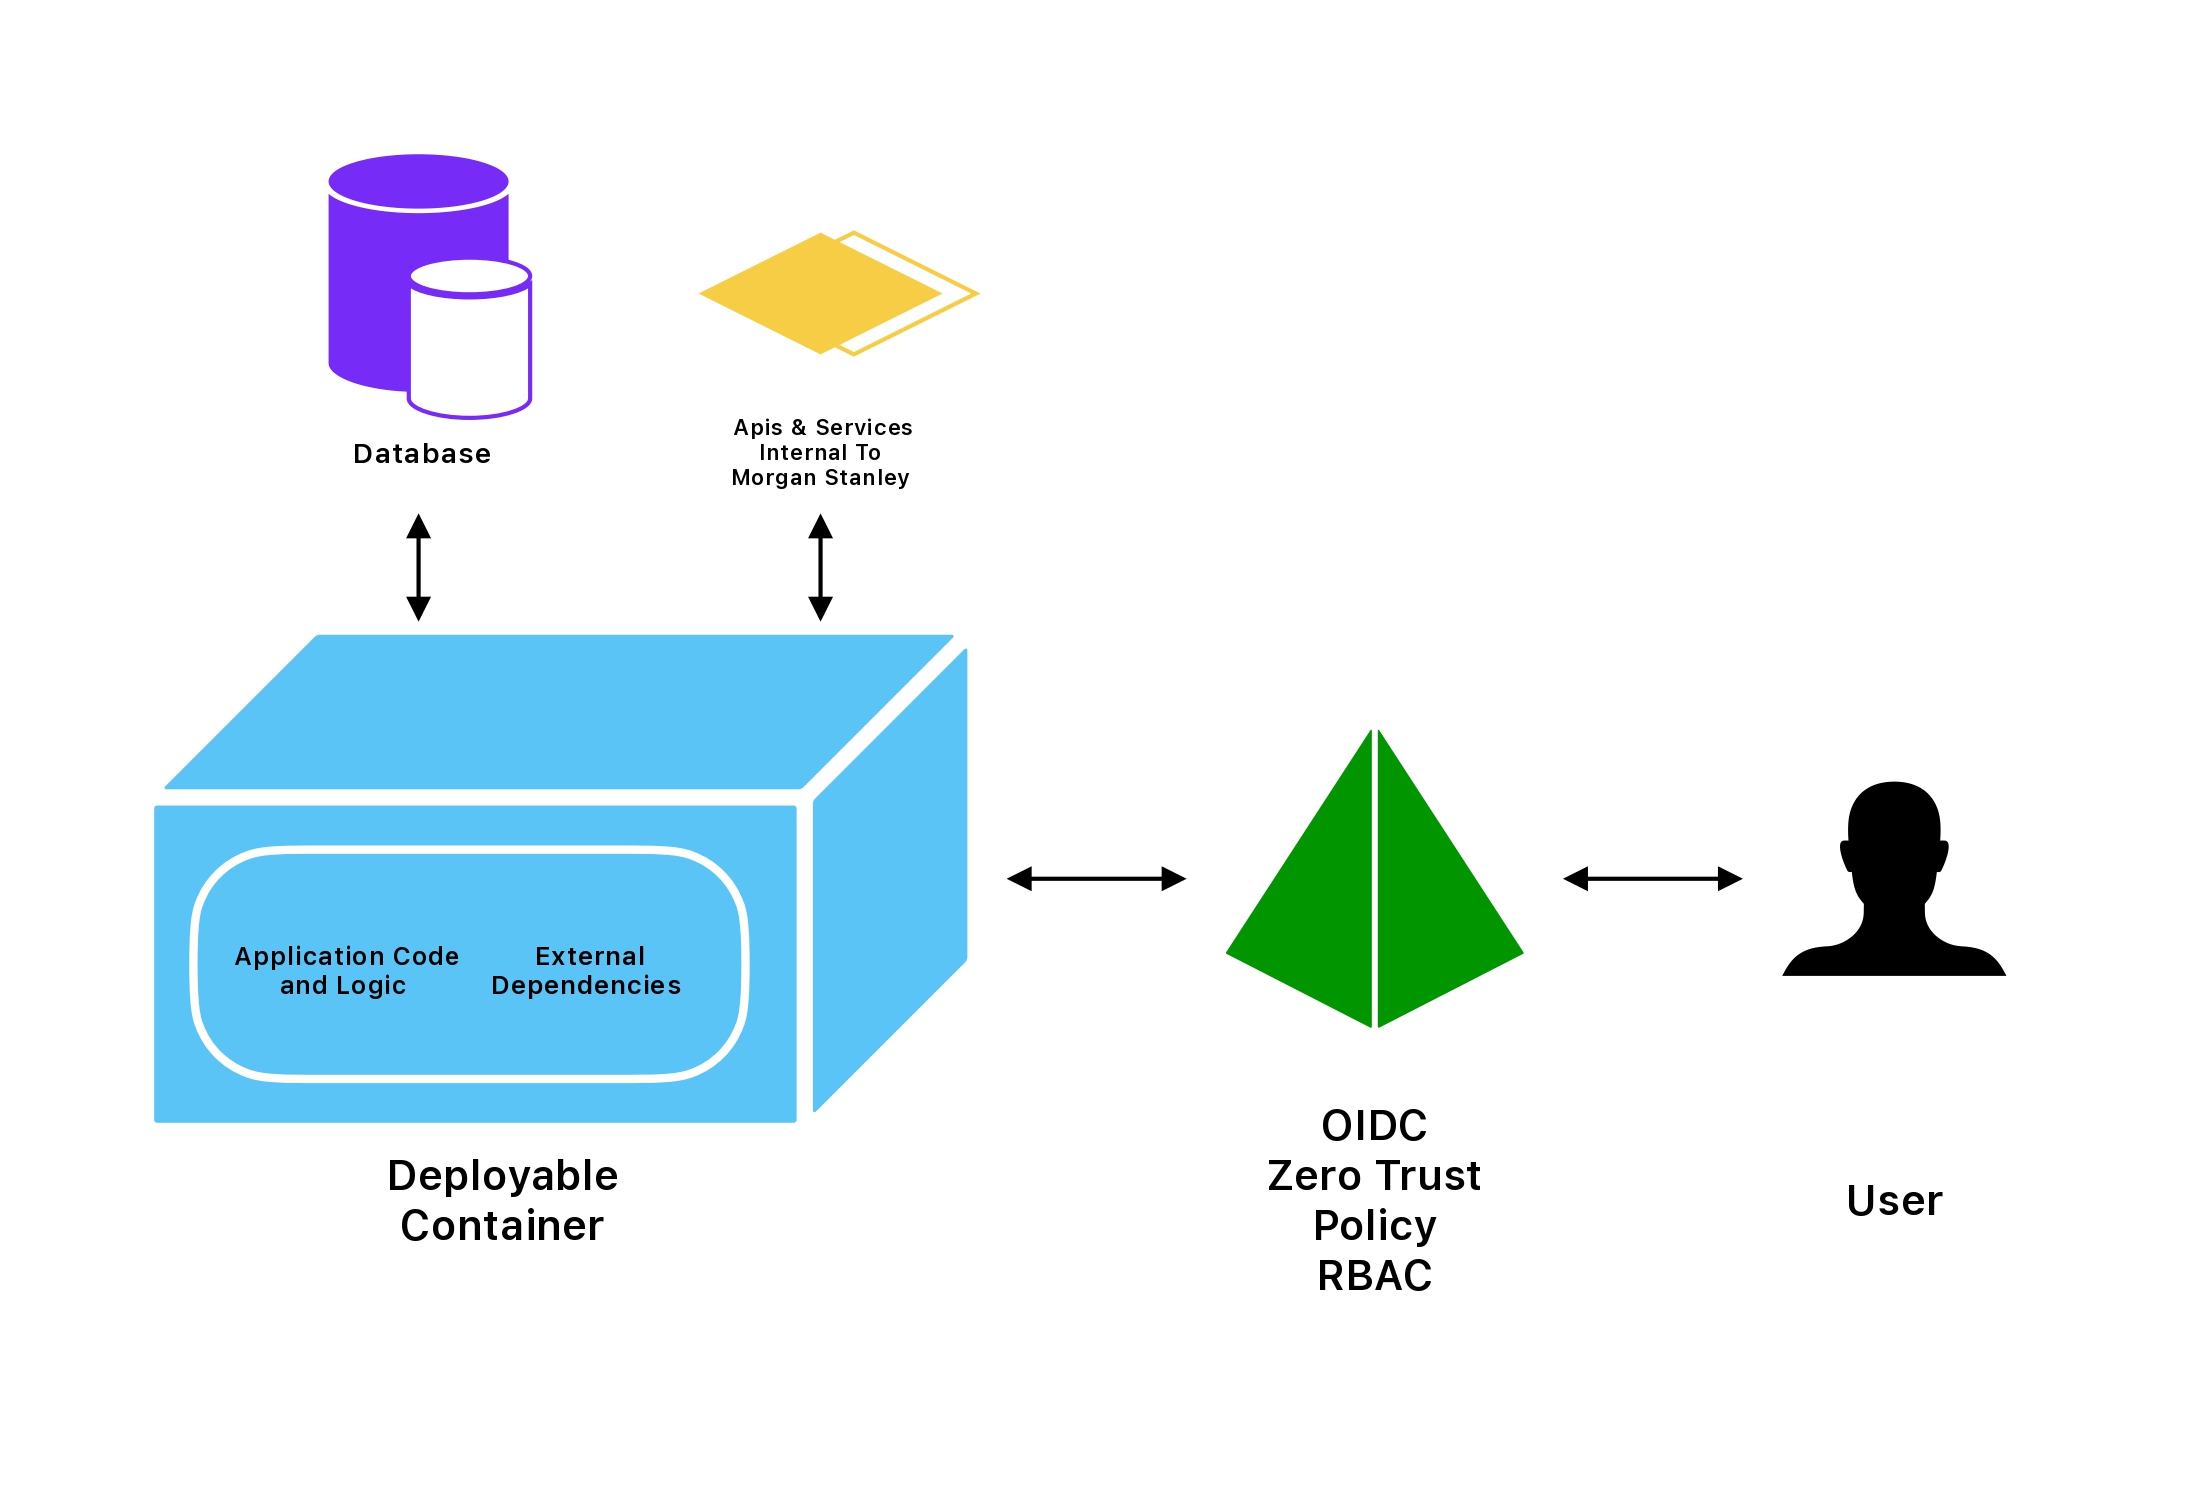 Database
Apis & Services
Internal To
Morgan Stanley
Application Code
and Logic
External
Dependencies
Deployable
Container
OIDC
Zero Trust
Policy
RBAC
User